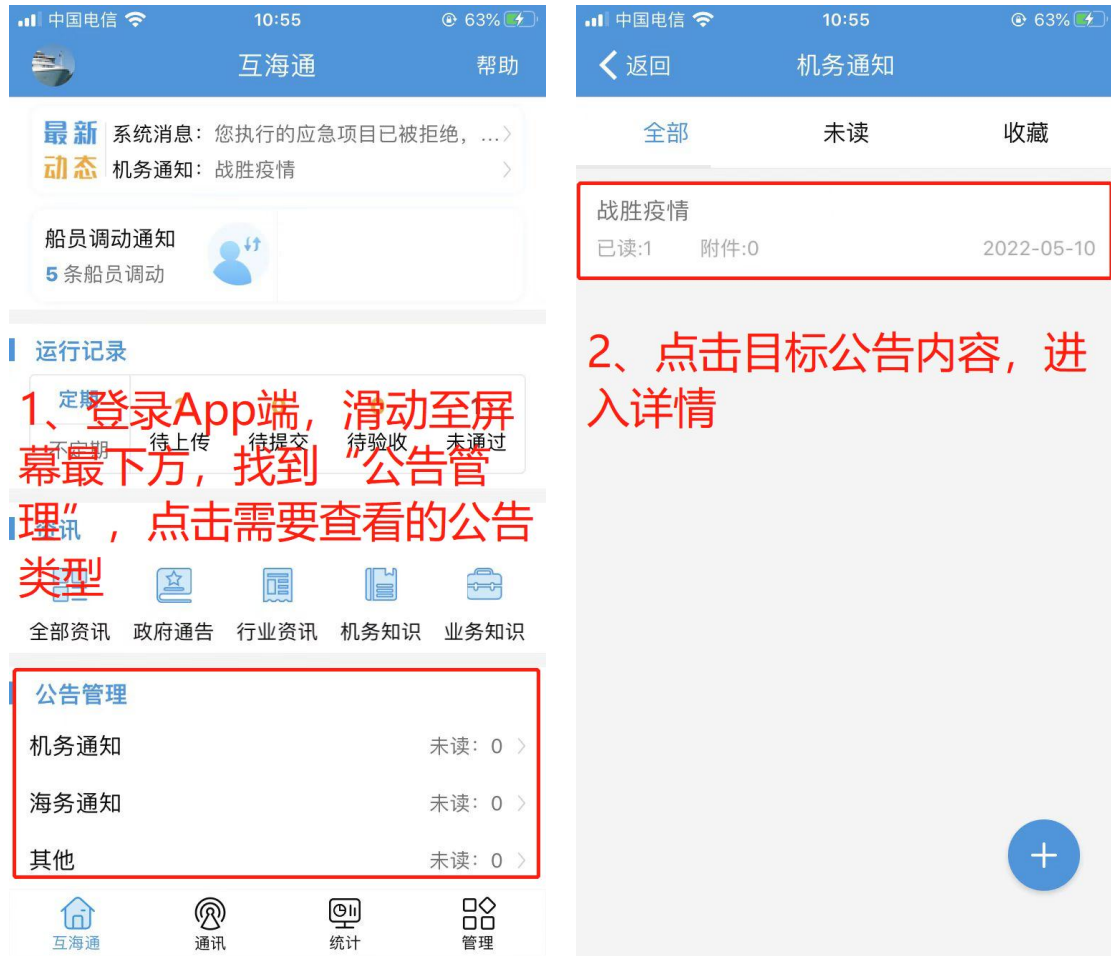 中国电信 10:55 63%
互海通 帮助
最新动态
系统消息：您执行的应急项目已被拒绝，...
机务通知：战胜疫情
船员调动通知
5 条船员调动
运行记录
定期
不定期
待上传 待提交 待验收 未通过
1、登录App端，滑动至屏
幕最下方，找到“公告管
理”，点击需要查看的公告
类型
资讯
全部资讯 政府通告 行业资讯 机务知识 业务知识
公告管理
机务通知 未读：0
海务通知 未读：0
其他 未读：0
互海通 通讯 统计 管理
中国电信 10:55 63%
返回 机务通知
全部 未读 收藏
战胜疫情
已读:1 附件:0 2022-05-10
2、点击目标公告内容，进
入详情